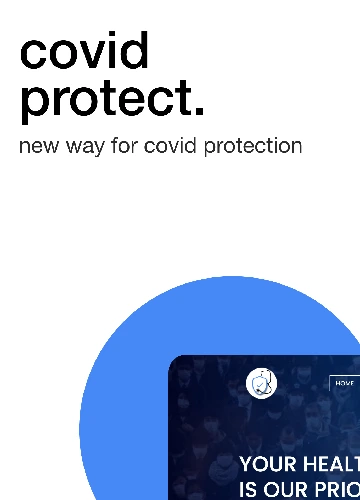 covid
protect.
new way for covid protection
HOME
YOUR HEALT
IS OUR PRIO